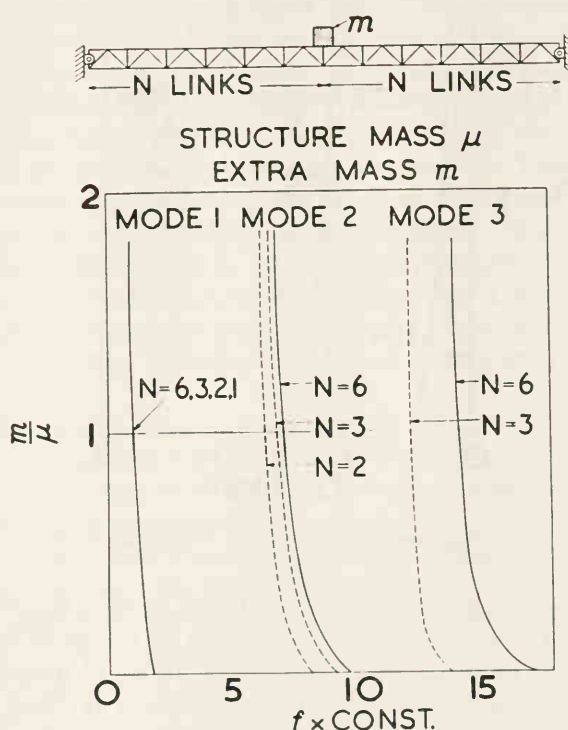 m
N LINKS N LINKS
STRUCTURE MASS μ
EXTRA MASS m
2
MODE 1 MODE 2 MODE 3
N=6,3,2,1
N=6
N=6
N=3
N=3
m/μ
1
N=2
0 5 10 15
f × CONST.